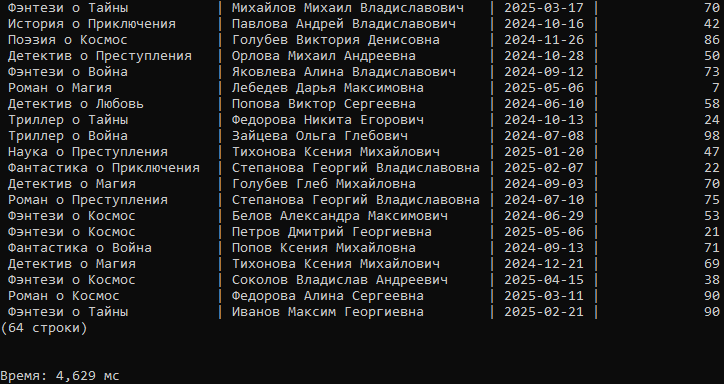 Фэнтези о Тайны | Михайлов Михаил Владиславович | 2025-03-17 | 70
История о Приключения | Павлова Андрей Владиславович | 2024-10-16 | 42
Поэзия о Космос | Голубев Виктория Денисовна | 2024-11-26 | 86
Детектив о Преступления | Орлова Михаил Андреевна | 2024-10-28 | 50
Фэнтези о Война | Яковлева Алина Владиславович | 2024-09-12 | 73
Роман о Магия | Лебедев Дарья Максимовна | 2025-05-06 | 7
Детектив о Любовь | Попова Виктор Сергеевна | 2024-06-10 | 58
Триллер о Тайны | Федорова Никита Егорович | 2024-10-13 | 24
Триллер о Война | Зайцева Ольга Глебович | 2024-07-08 | 98
Наука о Преступления | Тихонова Ксения Михайлович | 2025-01-20 | 47
Фантастика о Приключения | Степанова Георгий Владиславовна | 2025-02-07 | 22
Детектив о Магия | Голубев Глеб Михайловна | 2024-09-03 | 70
Роман о Преступления | Степанова Георгий Владиславовна | 2024-07-10 | 75
Фэнтези о Космос | Белов Александра Максимович | 2024-06-29 | 53
Фэнтези о Космос | Петров Дмитрий Георгиевна | 2025-05-06 | 21
Фантастика о Война | Попов Ксения Михайловна | 2024-09-13 | 71
Детектив о Магия | Тихонова Ксения Михайлович | 2024-12-21 | 69
Фэнтези о Космос | Соколов Владислав Андреевич | 2025-04-15 | 38
Роман о Космос | Федорова Алина Сергеевна | 2025-03-11 | 90
Фэнтези о Тайны | Иванов Максим Георгиевна | 2025-02-21 | 90
(64 строки)
Время: 4,629 мс